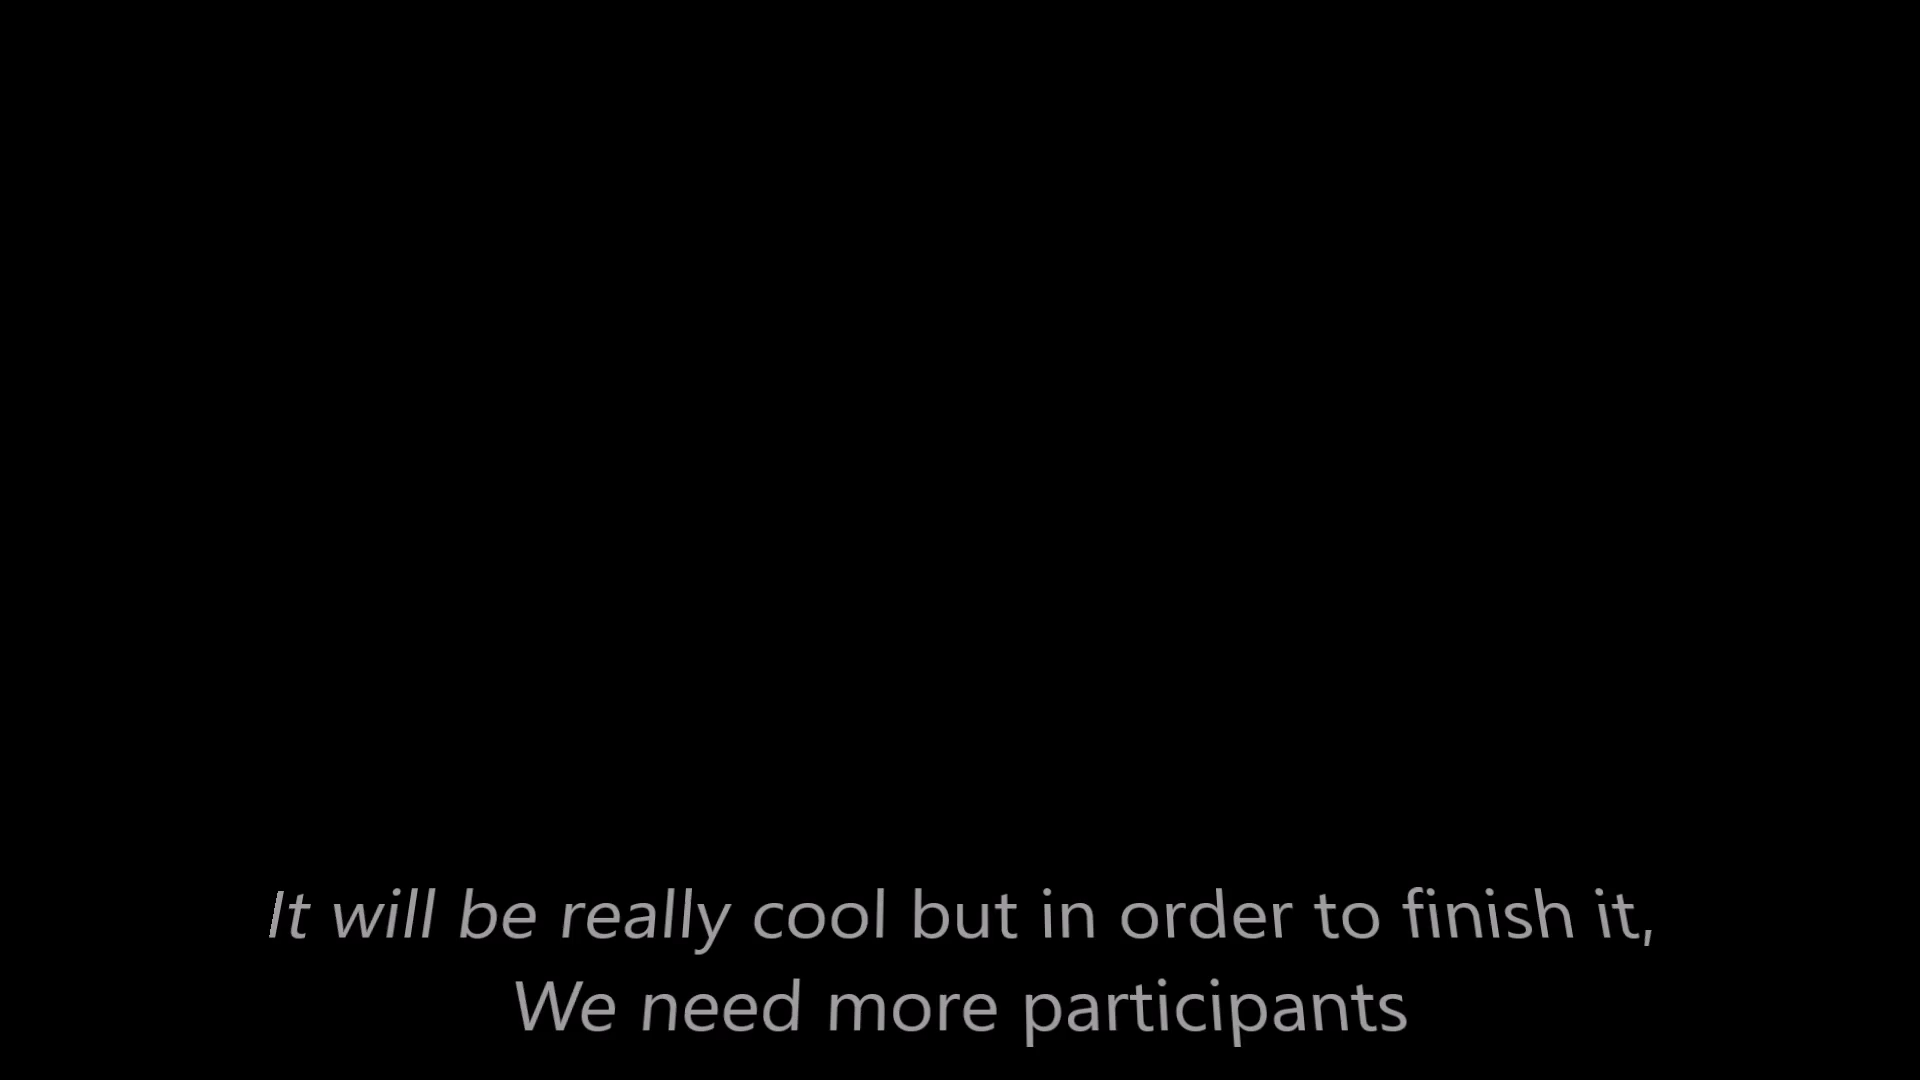 It will be really cool but in order to finish it,
We need more participants